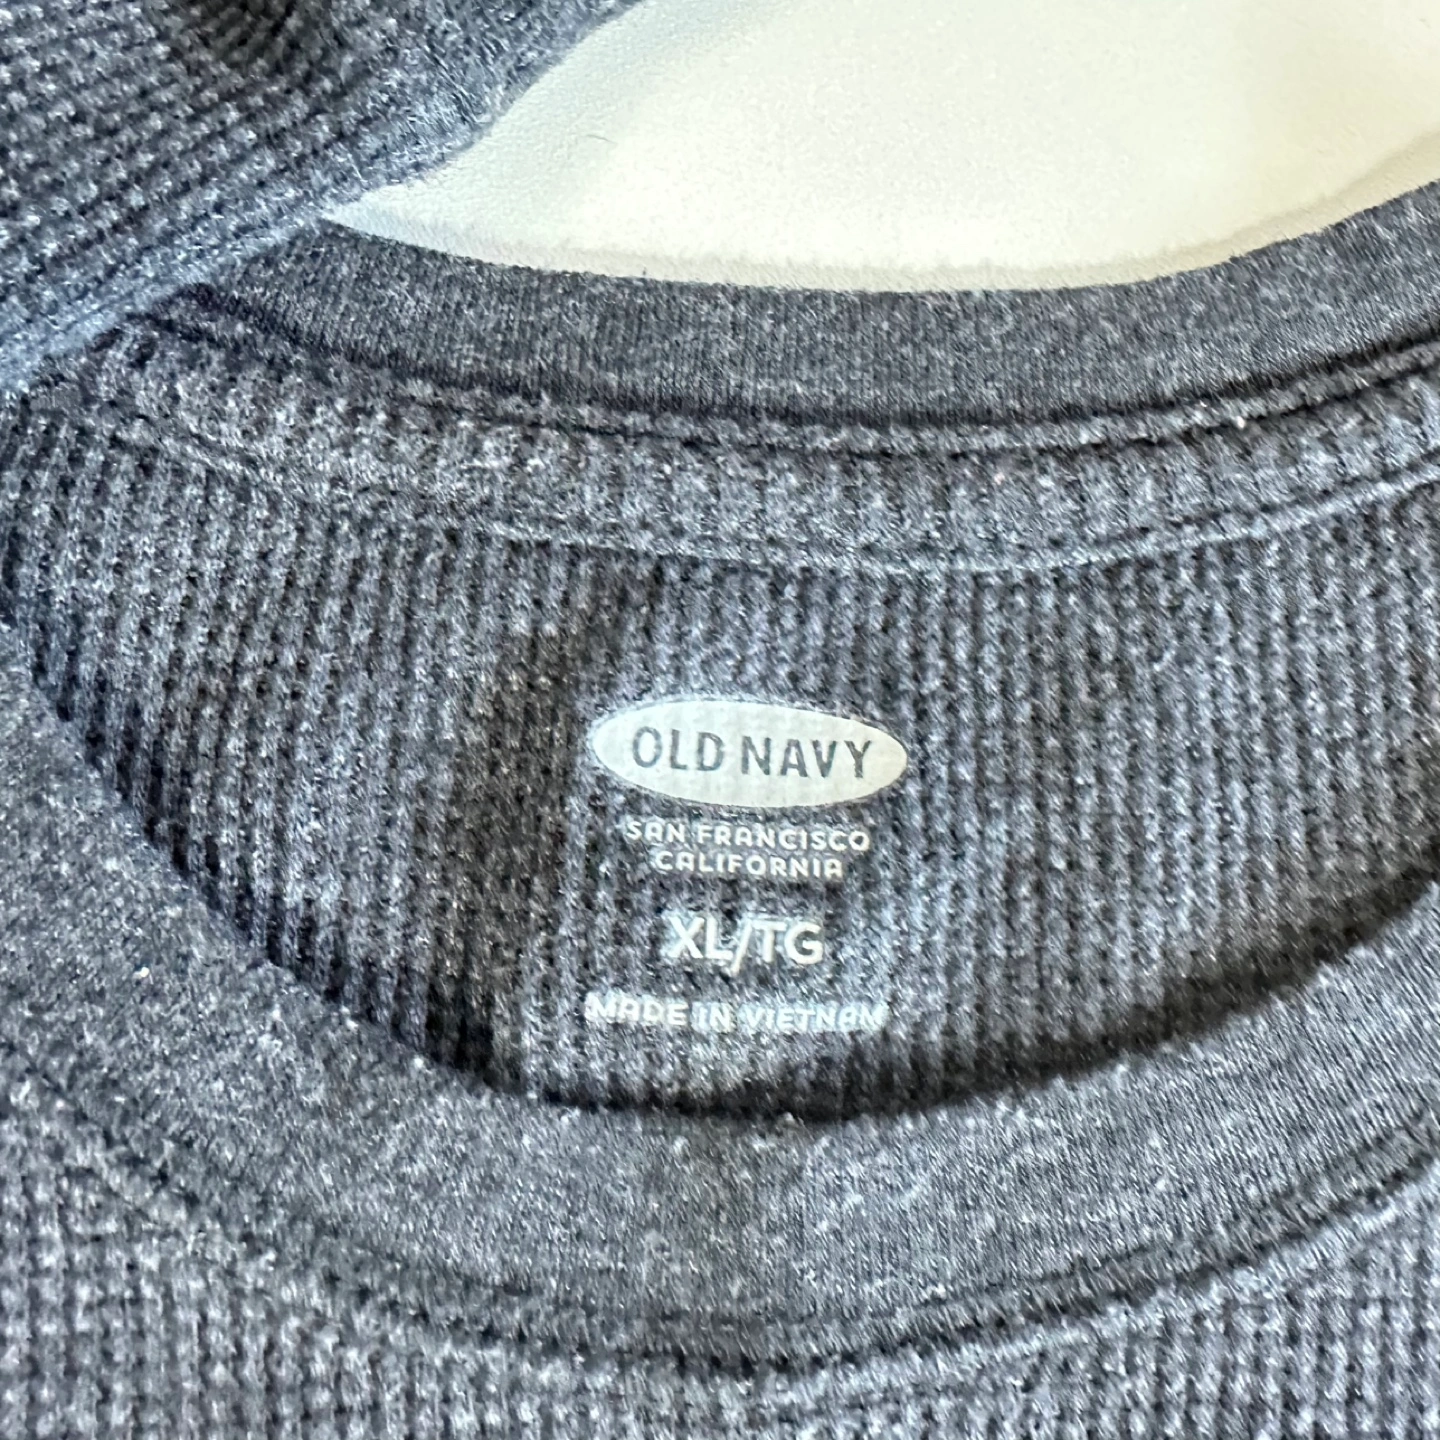 OLD NAVY
SAN FRANCISCO
CALIFORNIA
XL/TG
MADE IN VIETNAM